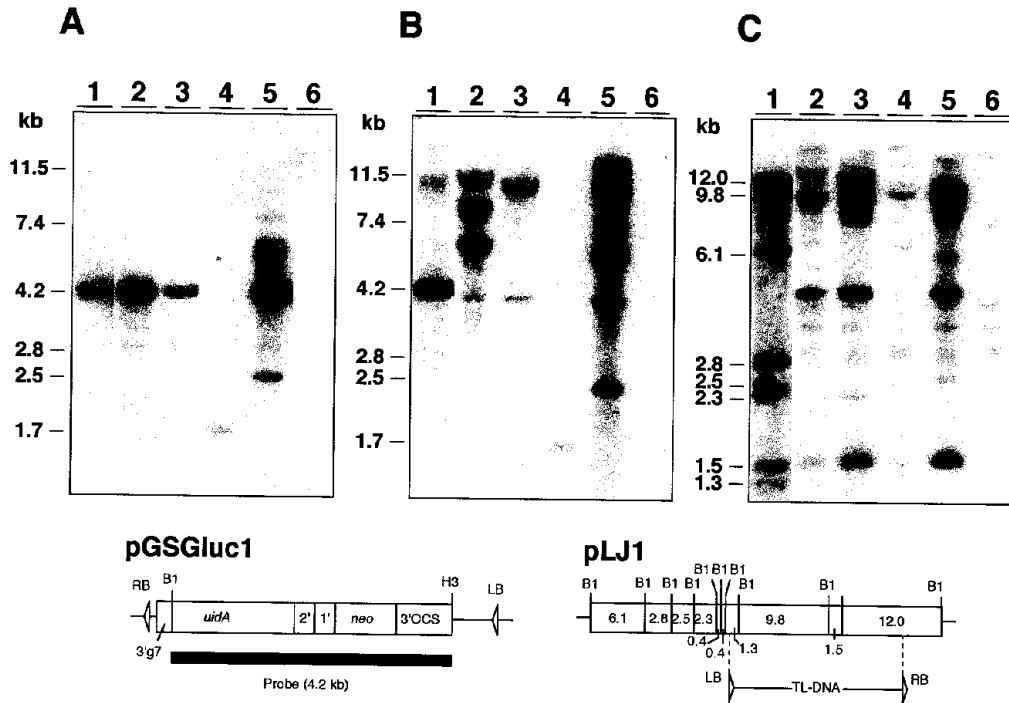 A
B
C
1 2 3 4 5 6
kb
11.5
7.4
4.2
2.8
2.5
1.7
1 2 3 4 5 6
kb
11.5
7.4
4.2
2.8
2.5
1.7
1 2 3 4 5 6
kb
12.0
9.8
6.1
2.8
2.5
2.3
1.5
1.3
pGSGluc1
RB B1 H3 LB
uidA 2' 1' neo 3'OCS
3'g7
Probe (4.2 kb)
pLJ1
B1 B1 B1
B1 B1 B1 B1 B1 B1 B1
6.1 2.8 2.5 2.3 9.8 12.0
0.4 0.4 1.3 1.5
LB TL-DNA RB